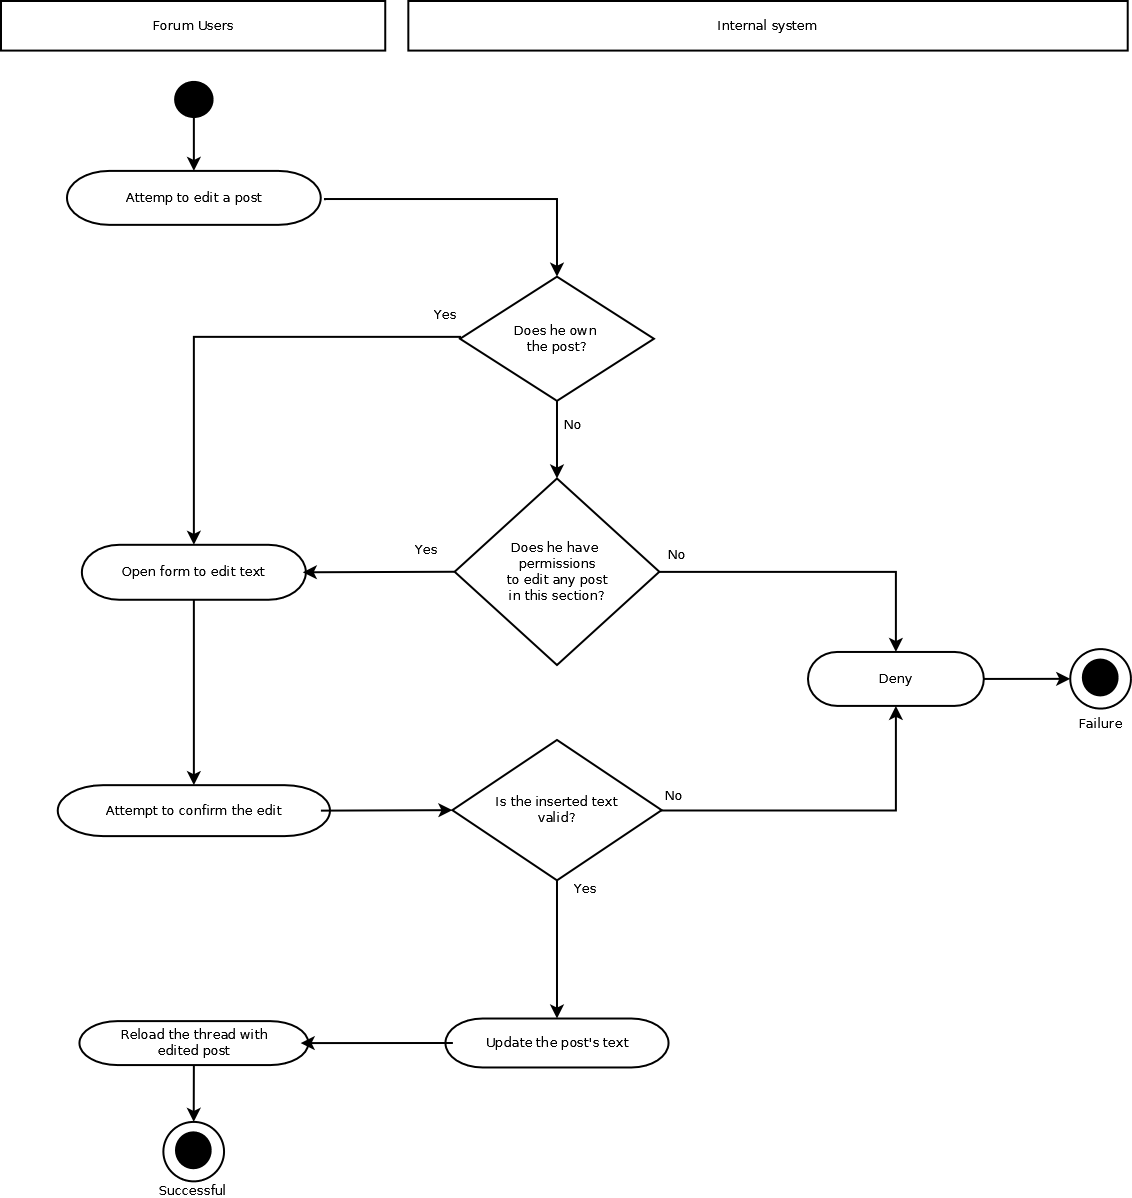 Forum Users
Internal system
Attemp to edit a post
Yes
Does he own
the post?
No
Yes
Does he have
permissions
to edit any post
in this section?
No
Open form to edit text
Deny
Failure
Attempt to confirm the edit
Is the inserted text
valid?
No
Yes
Reload the thread with
edited post
Update the post's text
Successful